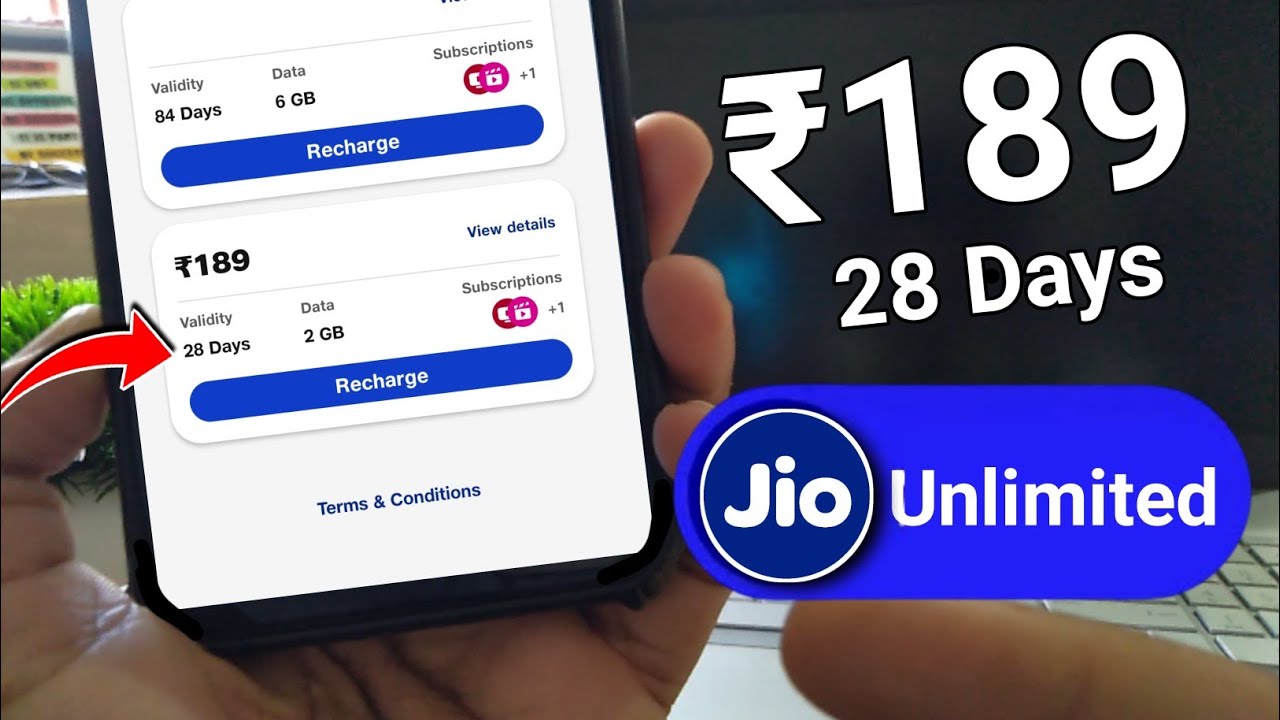 Validity
Data
Subscriptions
84 Days
6 GB
+1
Recharge
₹189
View details
Validity
Data
Subscriptions
28 Days
2 GB
+1
Recharge
Terms & Conditions
₹189
28 Days
Jio
Unlimited